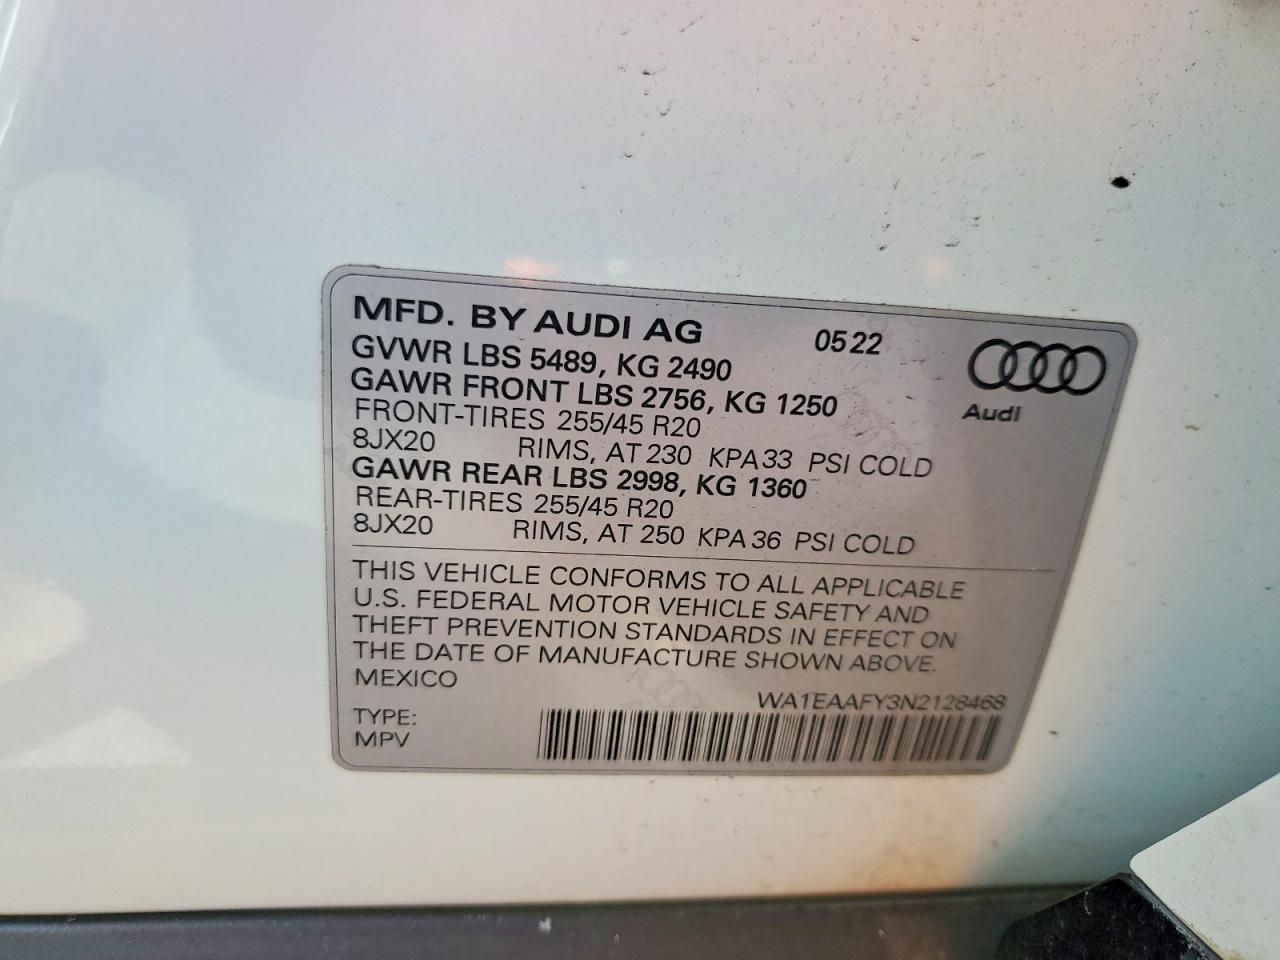 MFD. BY AUDI AG 0522
GVWR LBS 5489, KG 2490
GAWR FRONT LBS 2756, KG 1250
FRONT-TIRES 255/45 R20
8JX20 RIMS, AT 230 KPA 33 PSI COLD
GAWR REAR LBS 2998, KG 1360
REAR-TIRES 255/45 R20
8JX20 RIMS, AT 250 KPA 36 PSI COLD
Audi
THIS VEHICLE CONFORMS TO ALL APPLICABLE
U.S. FEDERAL MOTOR VEHICLE SAFETY AND
THEFT PREVENTION STANDARDS IN EFFECT ON
THE DATE OF MANUFACTURE SHOWN ABOVE.
MEXICO
WA1EAAFY3N2128468
TYPE:
MPV